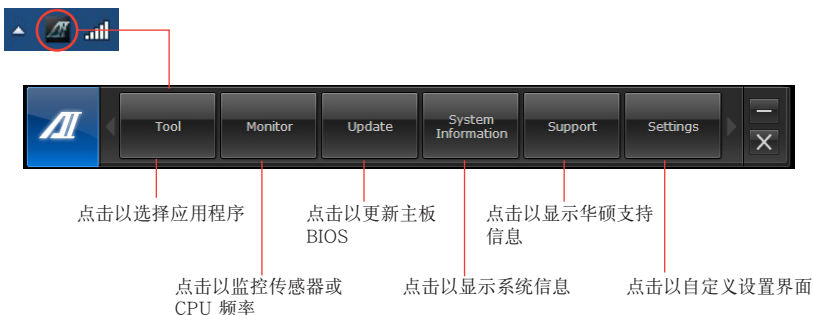 Tool
Monitor
Update
System
Information
Support
Settings
点击以选择应用程序
点击以更新主板
BIOS
点击以显示华硕支持
信息
点击以监控传感器或
CPU 频率
点击以显示系统信息
点击以自定义设置界面